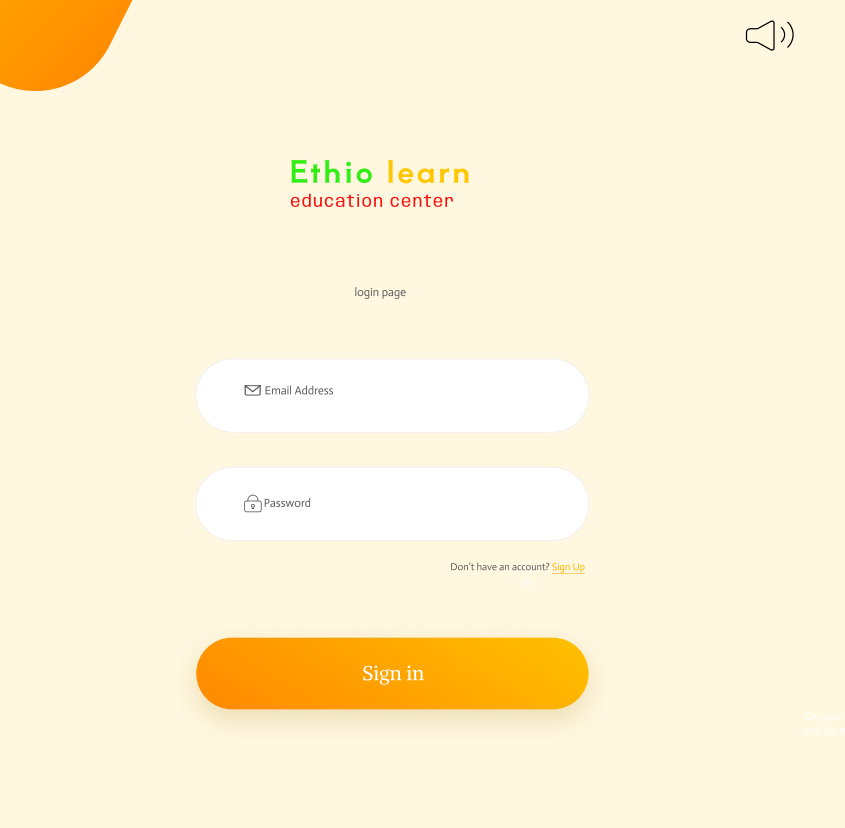 Ethio learn
education center
login page
Email Address
Password
Don't have an account? Sign Up
Sign in